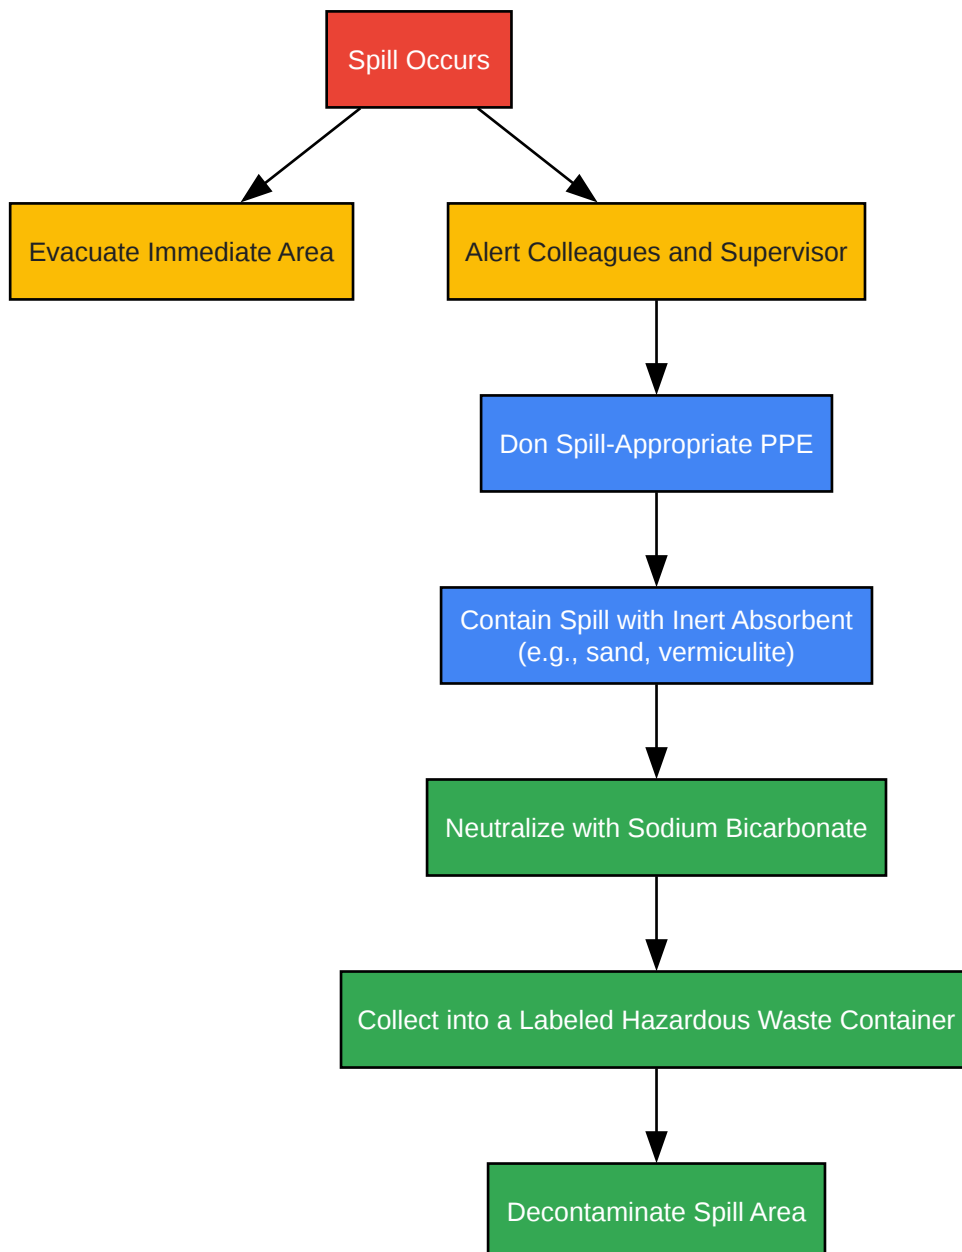 Spill Occurs
Evacuate Immediate Area
Alert Colleagues and Supervisor
Don Spill-Appropriate PPE
Contain Spill with Inert Absorbent
(e.g., sand, vermiculite)
Neutralize with Sodium Bicarbonate
Collect into a Labeled Hazardous Waste Container
Decontaminate Spill Area